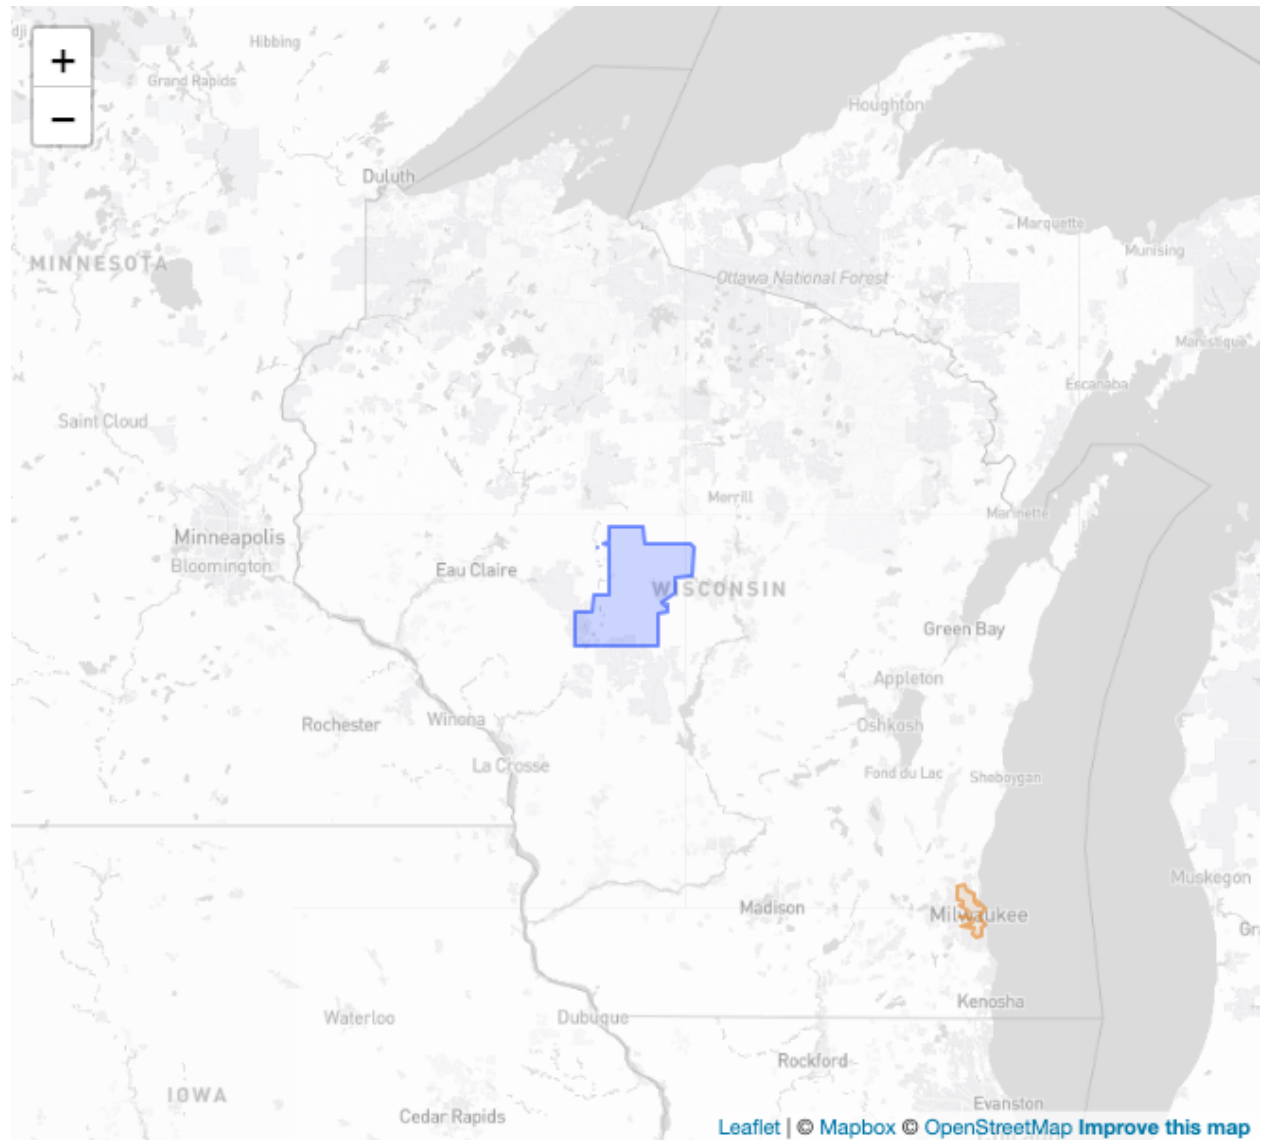 +
−
Hibbing
Grand Rapids
Houghton
Duluth
Marquette
Munising
MINNESOTA
Ottawa National Forest
Manistique
Escanaba
Saint Cloud
Merrill
Marinette
Minneapolis
Bloomington
Eau Claire
WISCONSIN
Green Bay
Appleton
Rochester
Winona
Oshkosh
La Crosse
Fond du Lac
Sheboygan
Muskegon
Madison
Milwaukee
Gr
Kenosha
Waterloo
Dubuque
Rockford
IOWA
Evanston
Cedar Rapids
Leaflet | © Mapbox © OpenStreetMap Improve this map